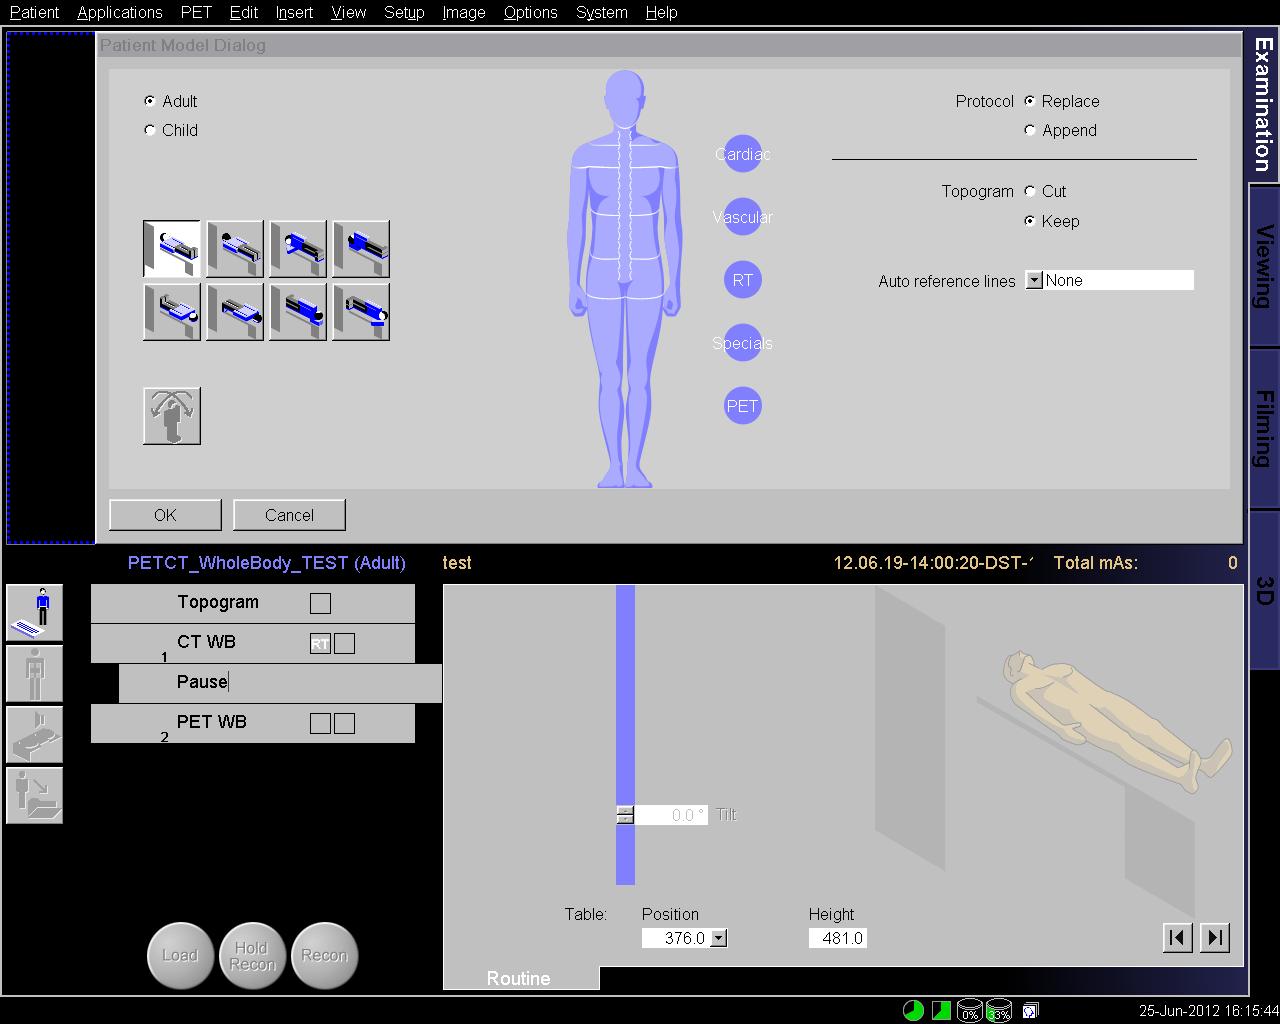 Patient Applications PET Edit Insert View Setup Image Options System Help
Patient Model Dialog
Adult
Child
Cardiac
Vascular
RT
Specials
PET
Protocol Replace
Append
Topogram Cut
Keep
Auto reference lines None
OK Cancel
Examination
Viewing
Filming
3D
PETCT_WholeBody_TEST (Adult) test 12.06.19-14:00:20-DST- Total mAs: 0
Topogram
1 CT WB RT
Pause
2 PET WB
0.0 ° Tilt
Table: Position Height
376.0 481.0
Load Hold Recon Recon
Routine
0% 33% 25-Jun-2012 16:15:44